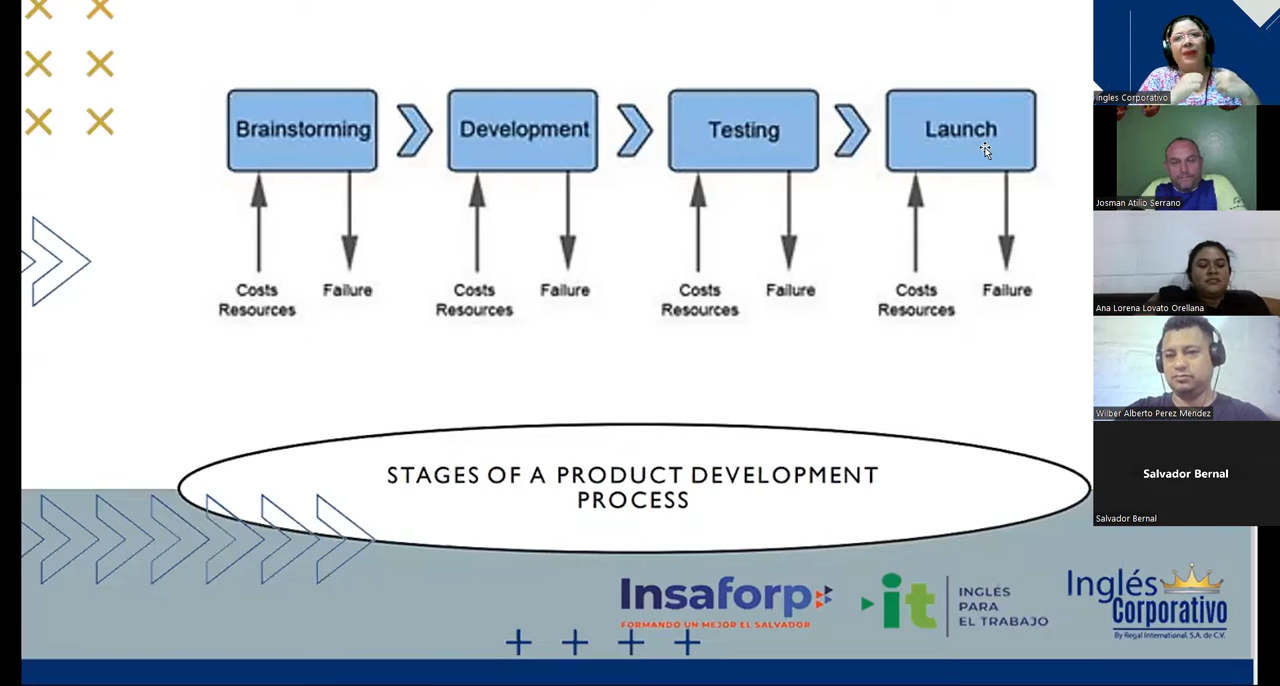 Brainstorming
Development
Testing
Launch
Costs
Resources
Failure
Costs
Resources
Failure
Costs
Resources
Failure
Costs
Resources
Failure
STAGES OF A PRODUCT DEVELOPMENT
PROCESS
Insaforp
FORMANDO UN MEJOR EL SALVADOR
it
INGLÉS
PARA
EL TRABAJO
Inglés
Corporativo
By Regal International, S.A. de C.V.
Ingles Corporativo
Josman Atilio Serrano
Ana Lorena Lovato Orellana
Wilber Alberto Perez Mendez
Salvador Bernal
Salvador Bernal